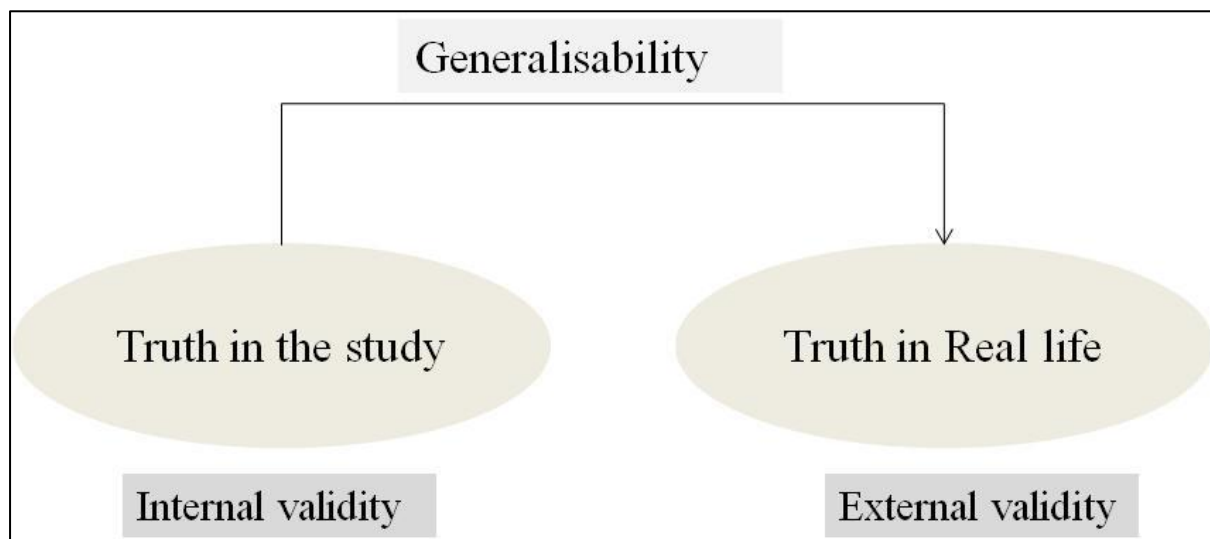 Generalisability
Truth in the study
Truth in Real life
Internal validity
External validity